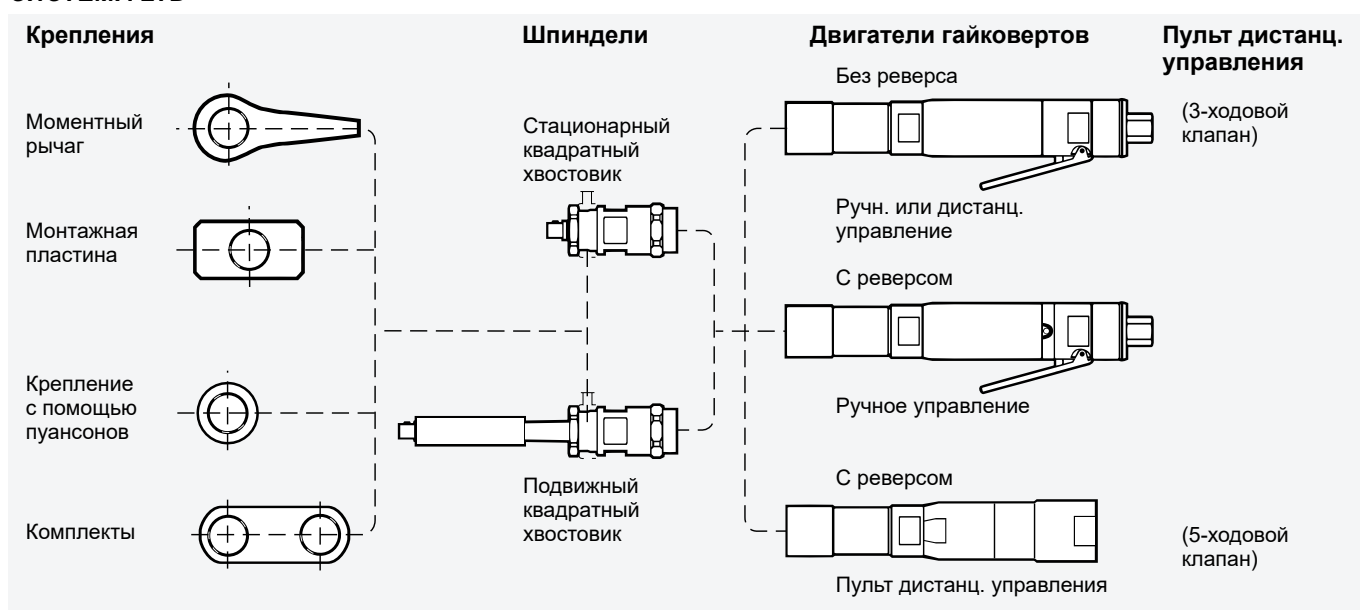 Крепления
Шпиндели
Двигатели гайковертов
Пульт дистанц.
управления
Моментный
рычаг
Монтажная
пластина
Крепление
с помощью
пуансонов
Комплекты
Стационарный
квадратный
хвостовик
Подвижный
квадратный
хвостовик
Без реверса
Ручн. или дистанц.
управление
С реверсом
Ручное управление
С реверсом
Пульт дистанц. управления
(3-ходовой
клапан)
(5-ходовой
клапан)